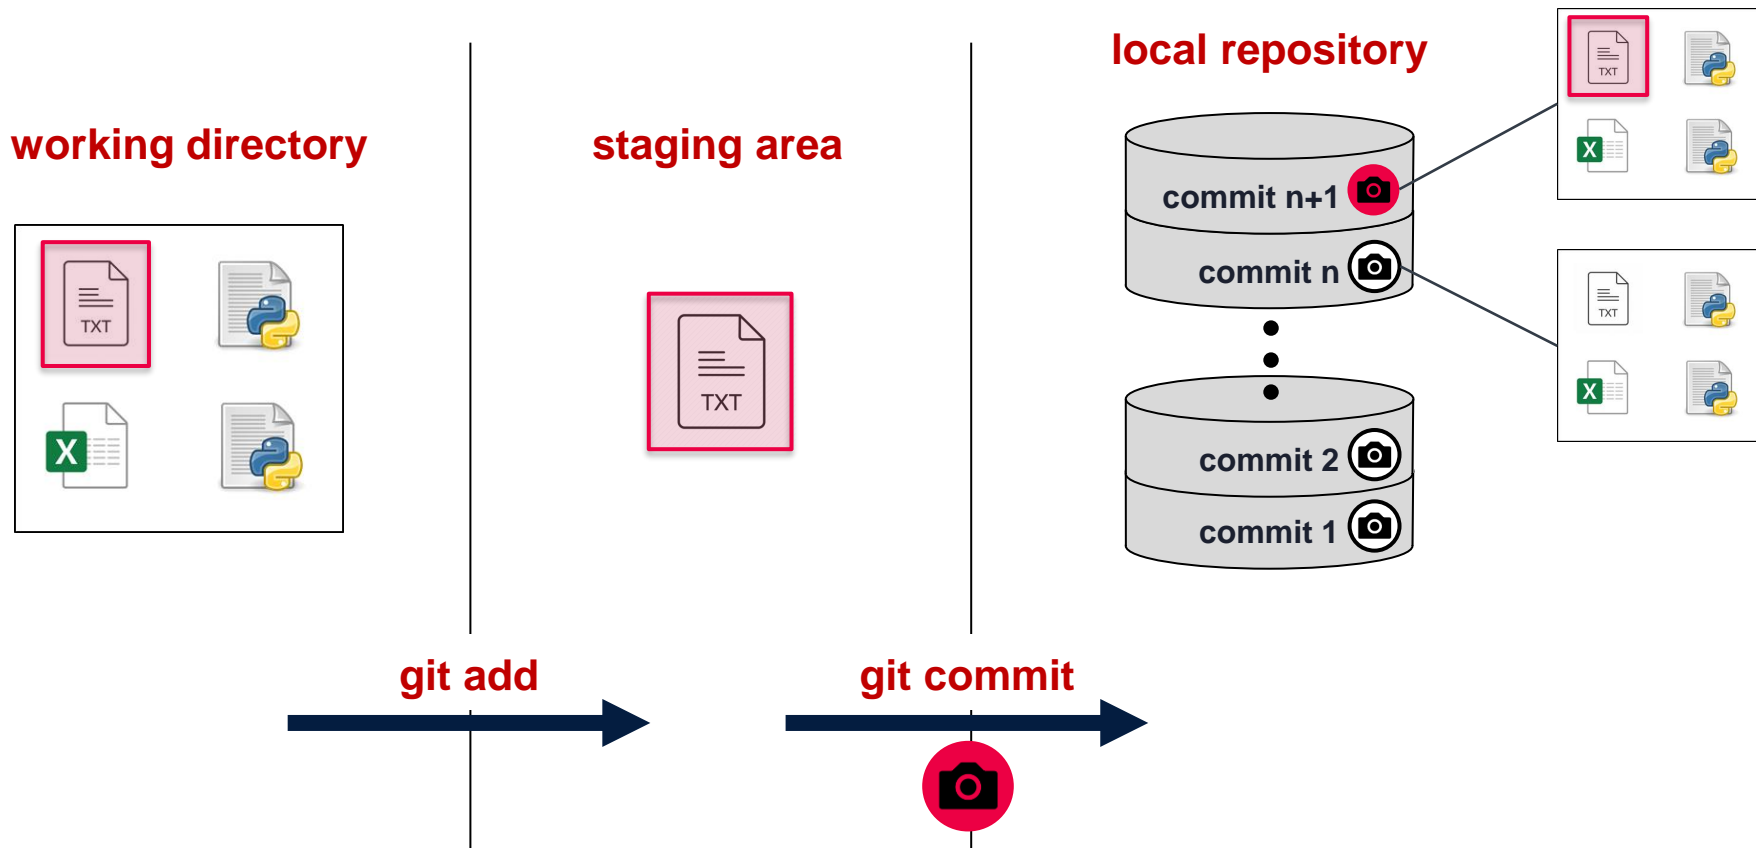 working directory
TXT
X
staging area
TXT
local repository
commit n+1
commit n
commit 2
commit 1
TXT
X
TXT
X
git add
git commit